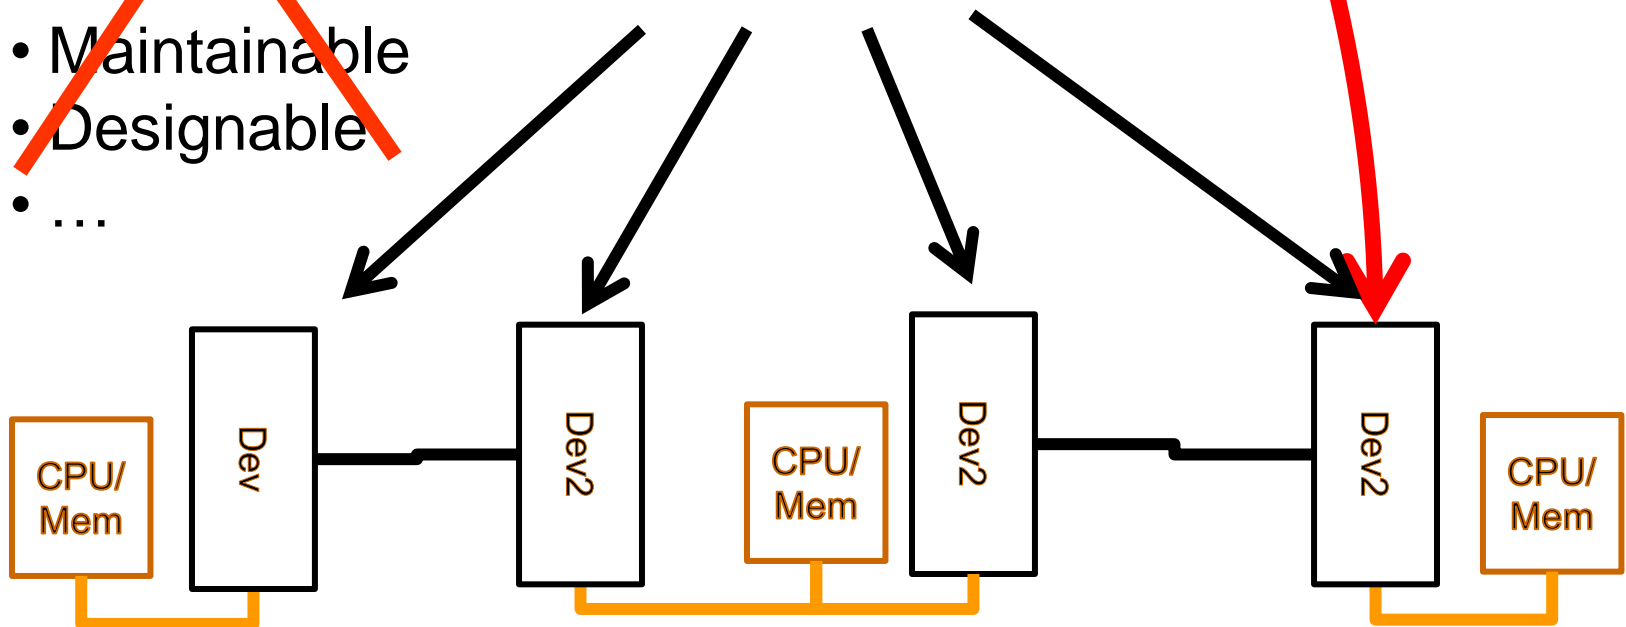 • Maintainable
• Designable
• …
Dev
Dev2
Dev2
Dev2
CPU/
Mem
CPU/
Mem
CPU/
Mem